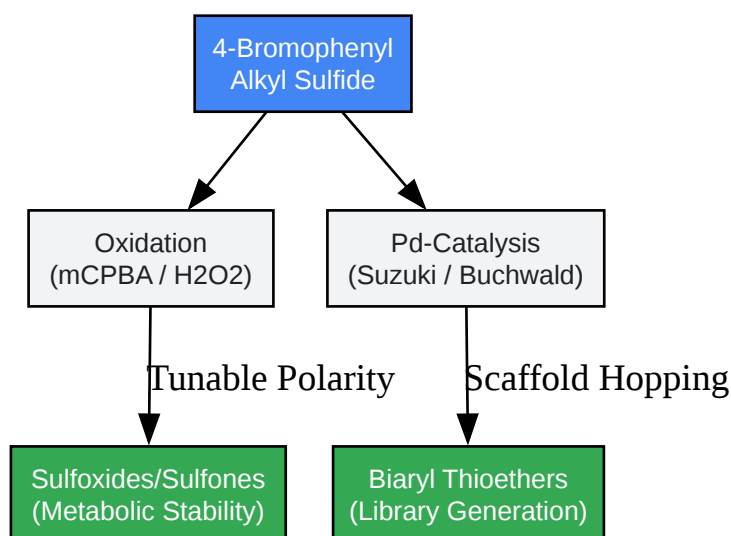 4-Bromophenyl
Alkyl Sulfide
Oxidation
(mCPBA / H2O2)
Pd-Catalysis
(Suzuki / Buchwald)
Tunable Polarity
Scaffold Hopping
Sulfoxides/Sulfones
(Metabolic Stability)
Biaryl Thioethers
(Library Generation)